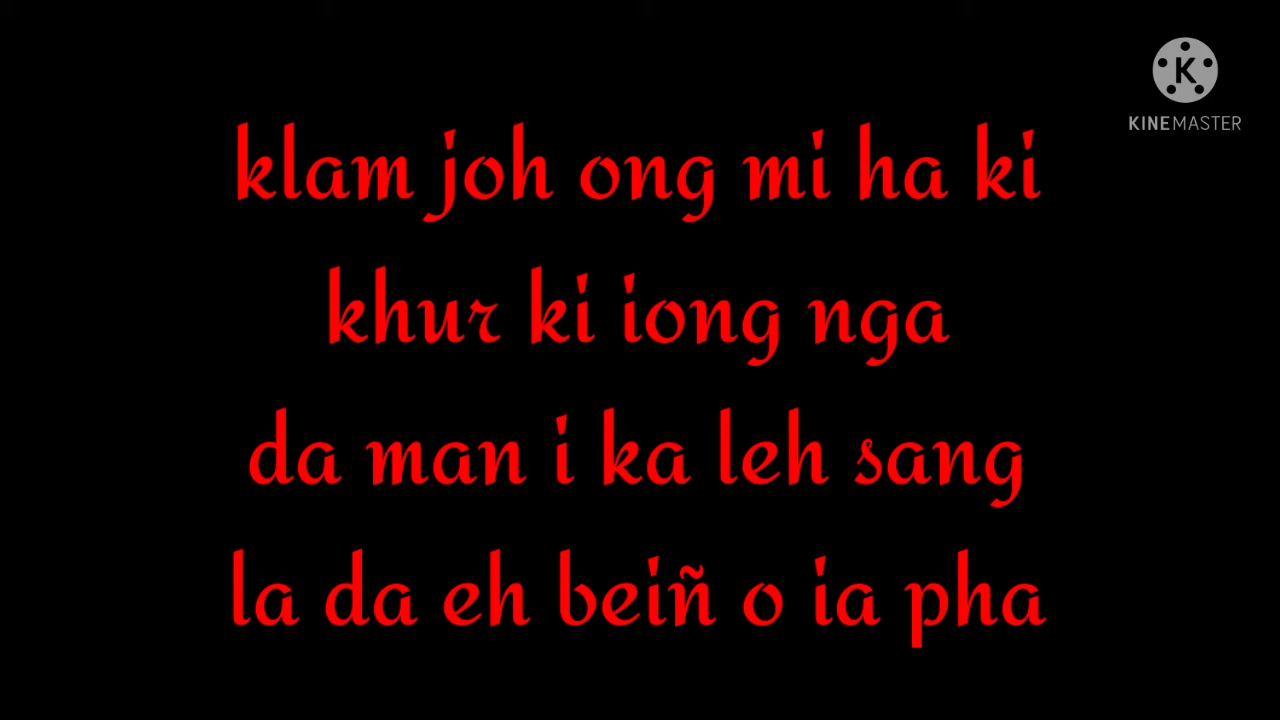 KINEMASTER
klam joh ong mi ha ki
khur ki iong nga
da man i ka leh sang
la da eh beiñ o ia pha